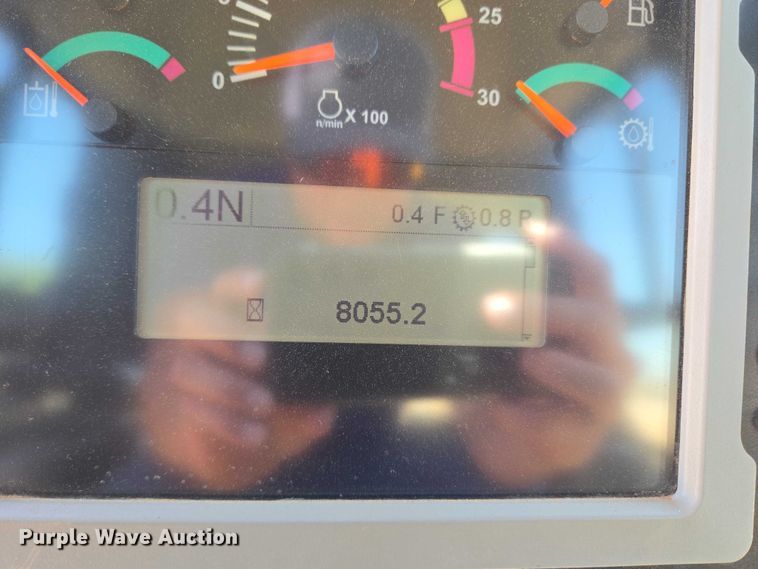 0
25
30
n/min X 100
0.4N
0.4 F 0.8 R
8055.2
Purple Wave Auction